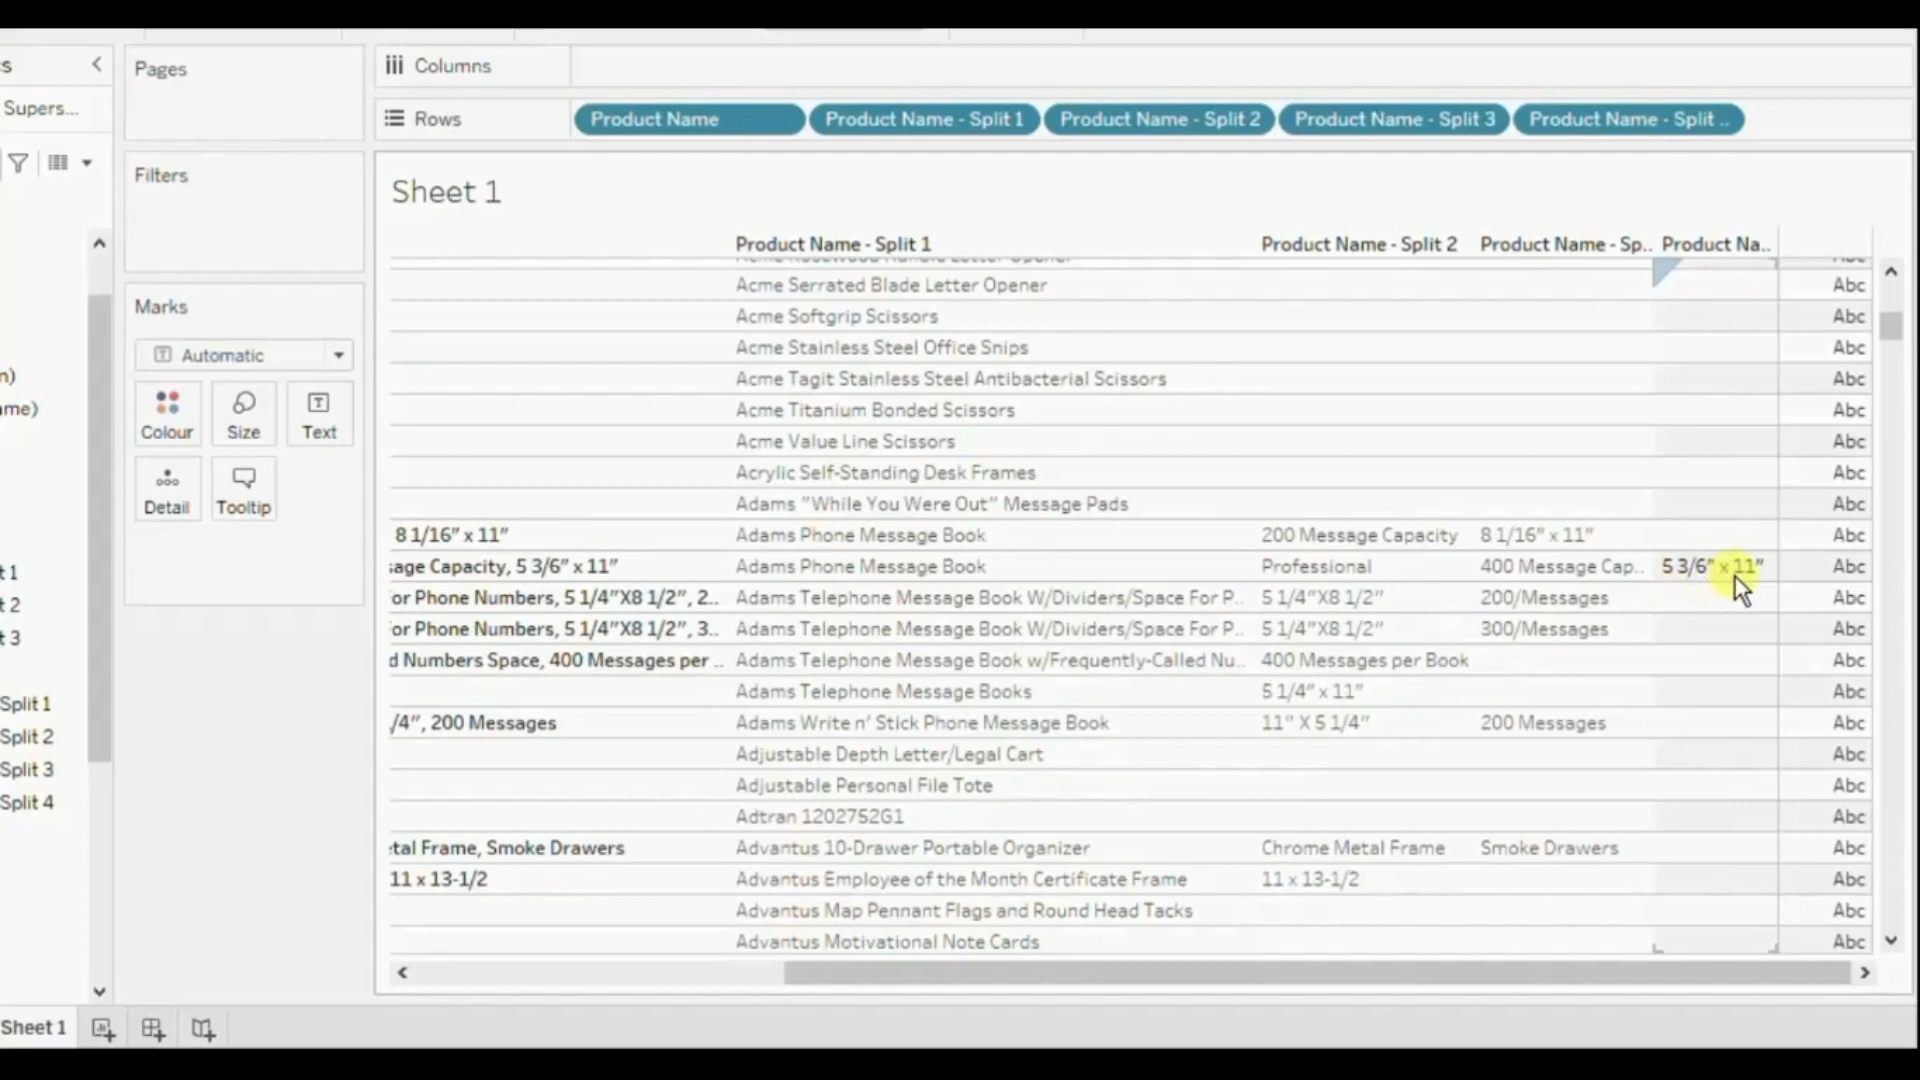 s
Pages
Columns
Supers...
Rows
Product Name
Product Name - Split 1
Product Name - Split 2
Product Name - Split 3
Product Name - Split ..
Filters
Sheet 1
Product Name - Split 1
Product Name - Split 2
Product Name - Sp..
Product Na..
Acme Rosewood Handle Letter Opener
Abc
Acme Serrated Blade Letter Opener Abc
Marks
Acme Softgrip Scissors Abc
Automatic
Acme Stainless Steel Office Snips Abc
n)
Acme Tagit Stainless Steel Antibacterial Scissors Abc
ame)
Acme Titanium Bonded Scissors Abc
Colour Size Text
Acme Value Line Scissors Abc
Acrylic Self-Standing Desk Frames Abc
Detail Tooltip
Adams "While You Were Out" Message Pads Abc
8 1/16" x 11" Adams Phone Message Book 200 Message Capacity 8 1/16" x 11" Abc
sage Capacity, 5 3/6" x 11" Adams Phone Message Book Professional 400 Message Cap.. 5 3/6" x 11" Abc
t 1
or Phone Numbers, 5 1/4"X8 1/2", 2.. Adams Telephone Message Book W/Dividers/Space For P.. 5 1/4"X8 1/2" 200/Messages Abc
t 2
or Phone Numbers, 5 1/4"X8 1/2", 3.. Adams Telephone Message Book W/Dividers/Space For P.. 5 1/4"X8 1/2" 300/Messages Abc
t 3
d Numbers Space, 400 Messages per .. Adams Telephone Message Book w/Frequently-Called Nu.. 400 Messages per Book Abc
Adams Telephone Message Books 5 1/4" x 11" Abc
Split 1
/4", 200 Messages Adams Write n' Stick Phone Message Book 11" X 5 1/4" 200 Messages Abc
Split 2
Adjustable Depth Letter/Legal Cart Abc
Split 3
Adjustable Personal File Tote Abc
Split 4
Adtran 1202752G1 Abc
etal Frame, Smoke Drawers Advantus 10-Drawer Portable Organizer Chrome Metal Frame Smoke Drawers Abc
11 x 13-1/2 Advantus Employee of the Month Certificate Frame 11 x 13-1/2 Abc
Advantus Map Pennant Flags and Round Head Tacks Abc
Advantus Motivational Note Cards Abc
Sheet 1